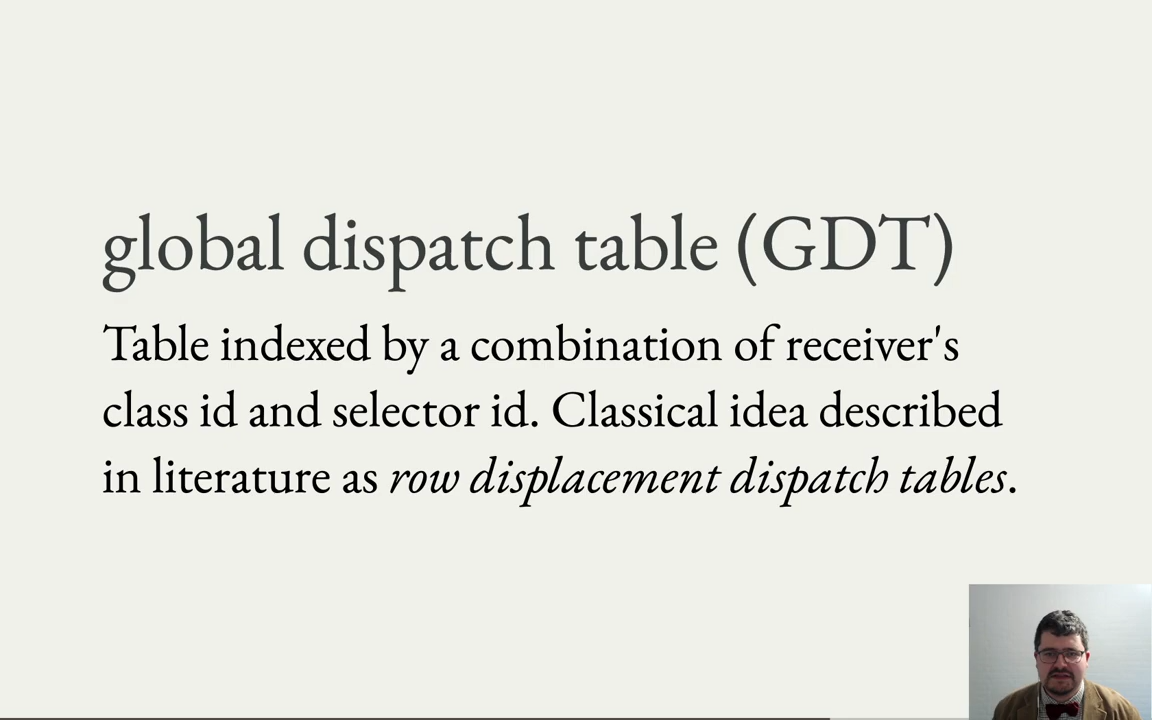 global dispatch table (GDT)
Table indexed by a combination of receiver's
class id and selector id. Classical idea described
in literature as row displacement dispatch tables.